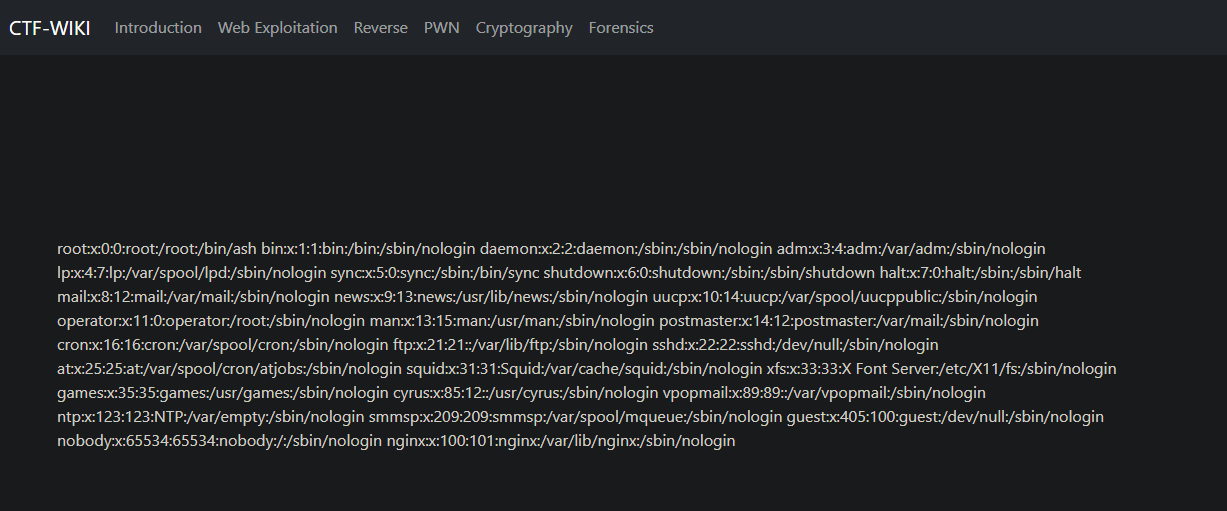 CTF-WIKI Introduction Web Exploitation Reverse PWN Cryptography Forensics
root:x:0:0:root:/root:/bin/ash bin:x:1:1:bin:/bin:/sbin/nologin daemon:x:2:2:daemon:/sbin:/sbin/nologin adm:x:3:4:adm:/var/adm:/sbin/nologin
lp:x:4:7:lp:/var/spool/lpd:/sbin/nologin sync:x:5:0:sync:/sbin:/bin/sync shutdown:x:6:0:shutdown:/sbin:/sbin/shutdown halt:x:7:0:halt:/sbin:/sbin/halt
mail:x:8:12:mail:/var/mail:/sbin/nologin news:x:9:13:news:/usr/lib/news:/sbin/nologin uucp:x:10:14:uucp:/var/spool/uucppublic:/sbin/nologin
operator:x:11:0:operator:/root:/sbin/nologin man:x:13:15:man:/usr/man:/sbin/nologin postmaster:x:14:12:postmaster:/var/mail:/sbin/nologin
cron:x:16:16:cron:/var/spool/cron:/sbin/nologin ftp:x:21:21::/var/lib/ftp:/sbin/nologin sshd:x:22:22:sshd:/dev/null:/sbin/nologin
at:x:25:25:at:/var/spool/cron/atjobs:/sbin/nologin squid:x:31:31:Squid:/var/cache/squid:/sbin/nologin xfs:x:33:33:X Font Server:/etc/X11/fs:/sbin/nologin
games:x:35:35:games:/usr/games:/sbin/nologin cyrus:x:85:12::/usr/cyrus:/sbin/nologin vpopmail:x:89:89::/var/vpopmail:/sbin/nologin
ntp:x:123:123:NTP:/var/empty:/sbin/nologin smmsp:x:209:209:smmsp:/var/spool/mqueue:/sbin/nologin guest:x:405:100:guest:/dev/null:/sbin/nologin
nobody:x:65534:65534:nobody:/:/sbin/nologin nginx:x:100:101:nginx:/var/lib/nginx:/sbin/nologin